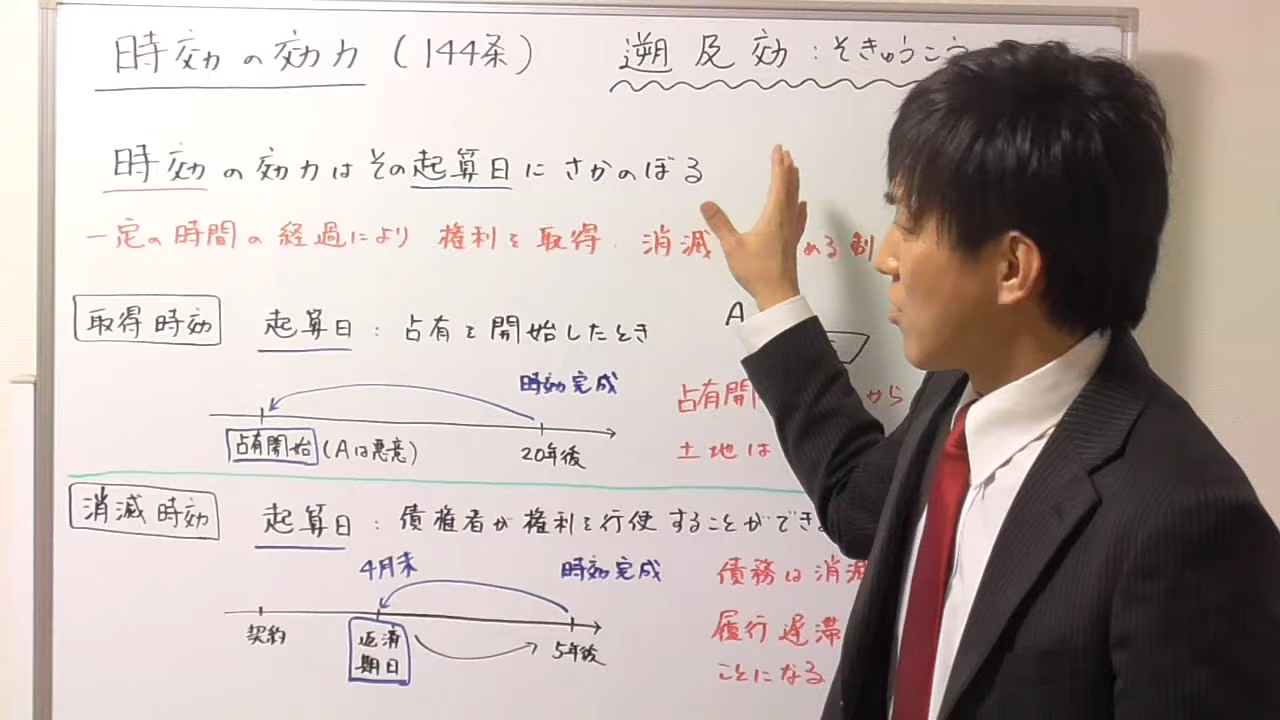 時効の効力（144条） 遡及効：そきゅうこう
時効の効力はその起算日にさかのぼる
一定の時間の経過により 権利を取得、消滅 める制
取得時効 起算日：占有を開始したとき
A
時効完成
占有開 から
占有開始（Aは悪意） 20年後
土地は
消滅時効 起算日：債権者が権利を行使することができ
4月末 時効完成
債務は消滅
契約 返済期日 5年後
履行遅滞
ことになる